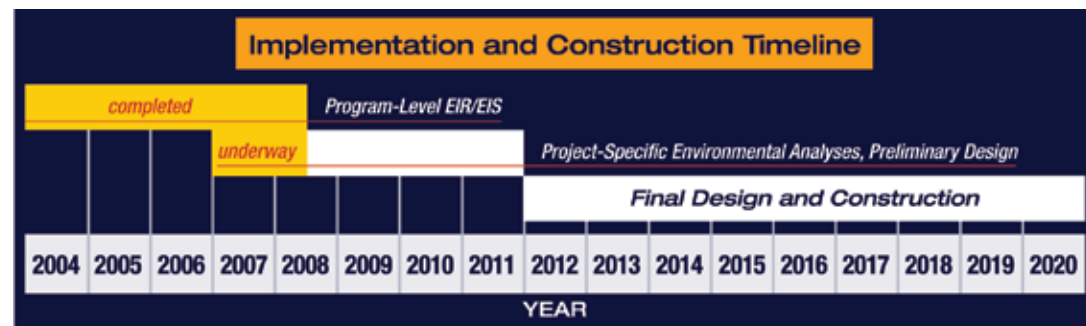 Implementation and Construction Timeline
completed Program-Level EIR/EIS
underway Project-Specific Environmental Analyses, Preliminary Design
Final Design and Construction
2004 2005 2006 2007 2008 2009 2010 2011 2012 2013 2014 2015 2016 2017 2018 2019 2020
YEAR